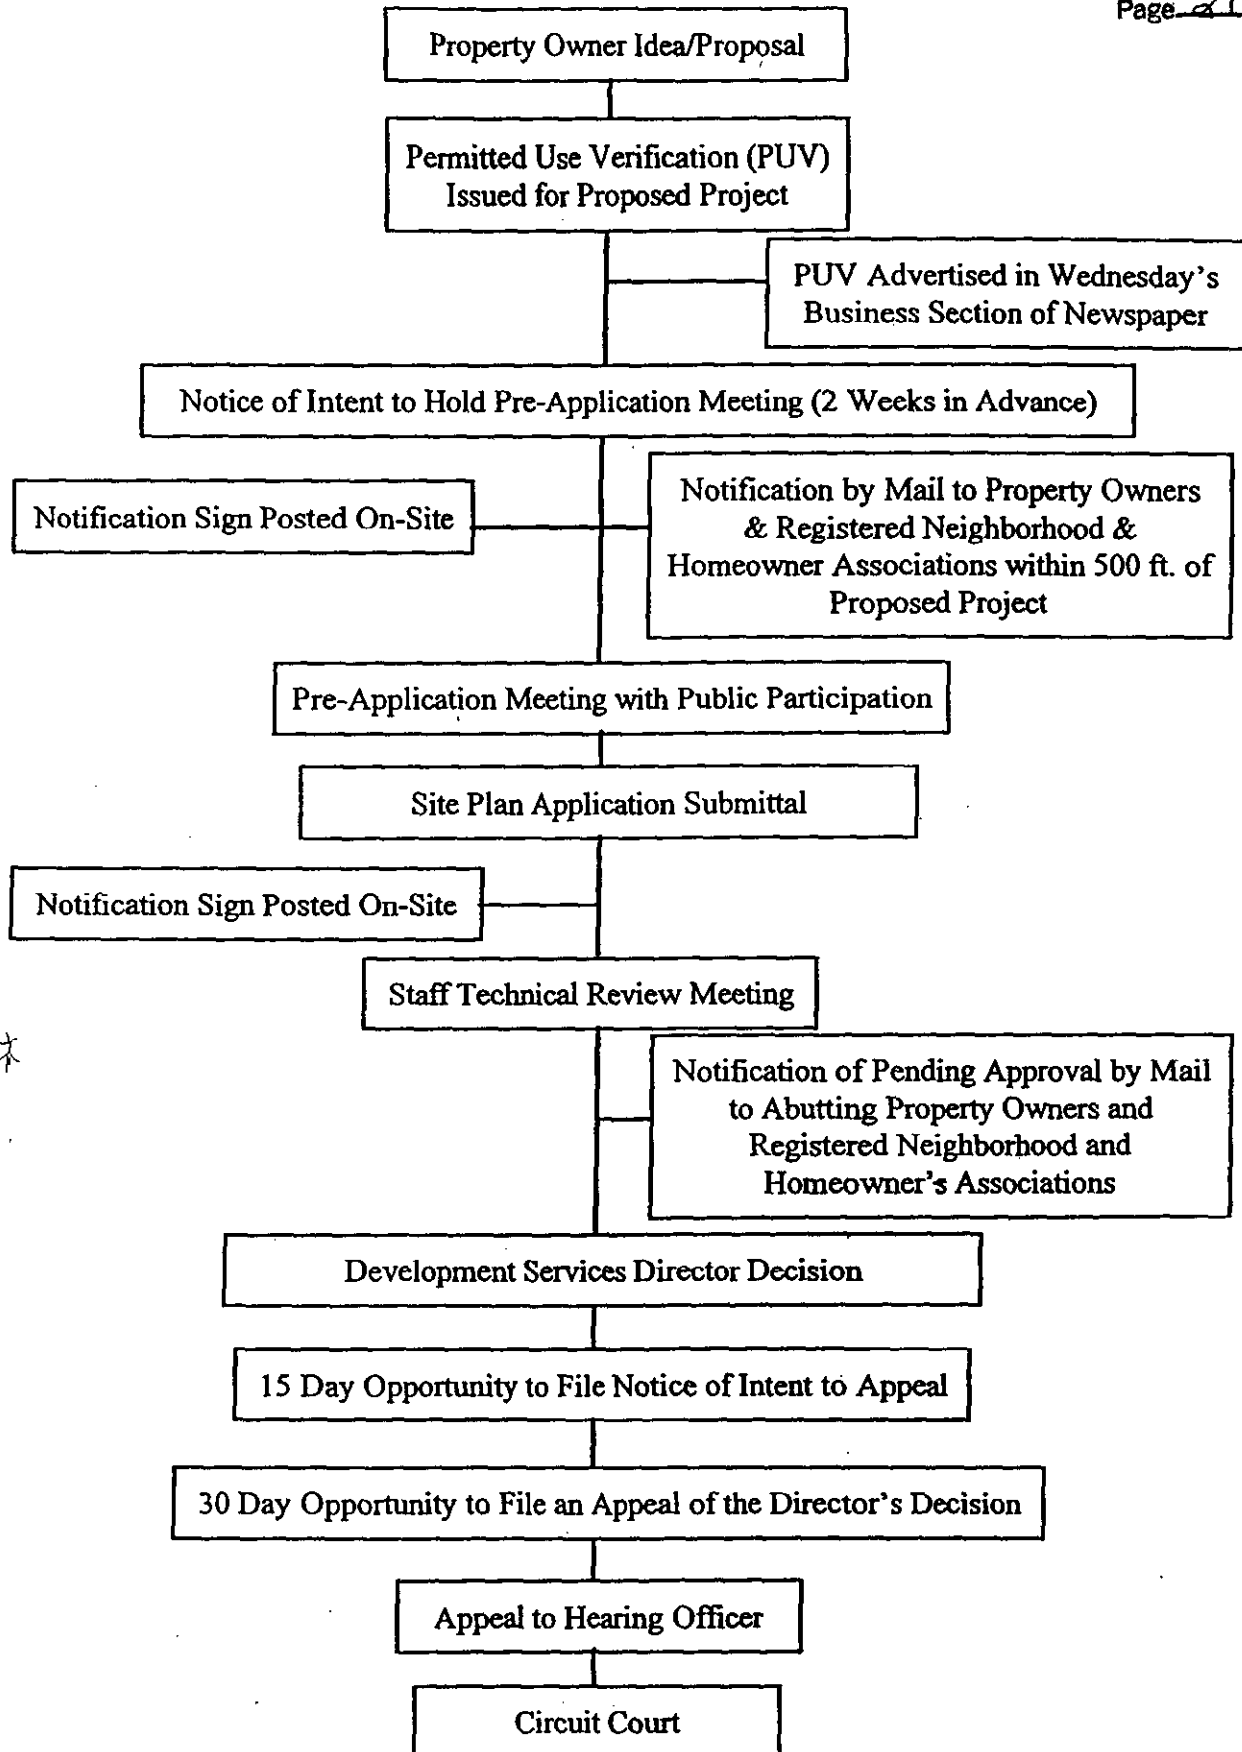 Page
Property Owner Idea/Proposal
Permitted Use Verification (PUV)
Issued for Proposed Project
PUV Advertised in Wednesday's
Business Section of Newspaper
Notice of Intent to Hold Pre-Application Meeting (2 Weeks in Advance)
Notification Sign Posted On-Site
Notification by Mail to Property Owners
& Registered Neighborhood &
Homeowner Associations within 500 ft. of
Proposed Project
Pre-Application Meeting with Public Participation
Site Plan Application Submittal
Notification Sign Posted On-Site
Staff Technical Review Meeting
Notification of Pending Approval by Mail
to Abutting Property Owners and
Registered Neighborhood and
Homeowner's Associations
Development Services Director Decision
15 Day Opportunity to File Notice of Intent to Appeal
30 Day Opportunity to File an Appeal of the Director's Decision
Appeal to Hearing Officer
Circuit Court